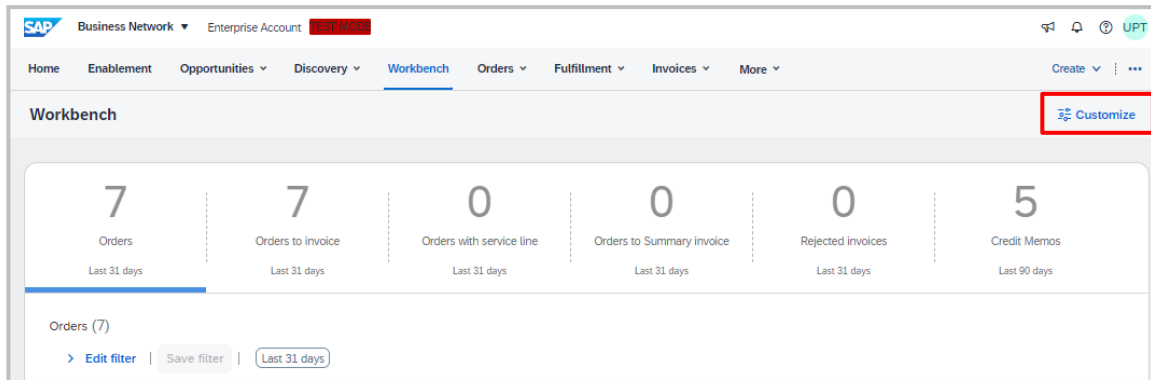 SAP Business Network Enterprise Account TEST MODE UPT
Home Enablement Opportunities Discovery Workbench Orders Fulfillment Invoices More Create
Workbench Customize
7 7 0 0 0 5
Orders Orders to invoice Orders with service line Orders to Summary invoice Rejected invoices Credit Memos
Last 31 days Last 31 days Last 31 days Last 31 days Last 31 days Last 90 days
Orders (7)
Edit filter | Save filter | Last 31 days